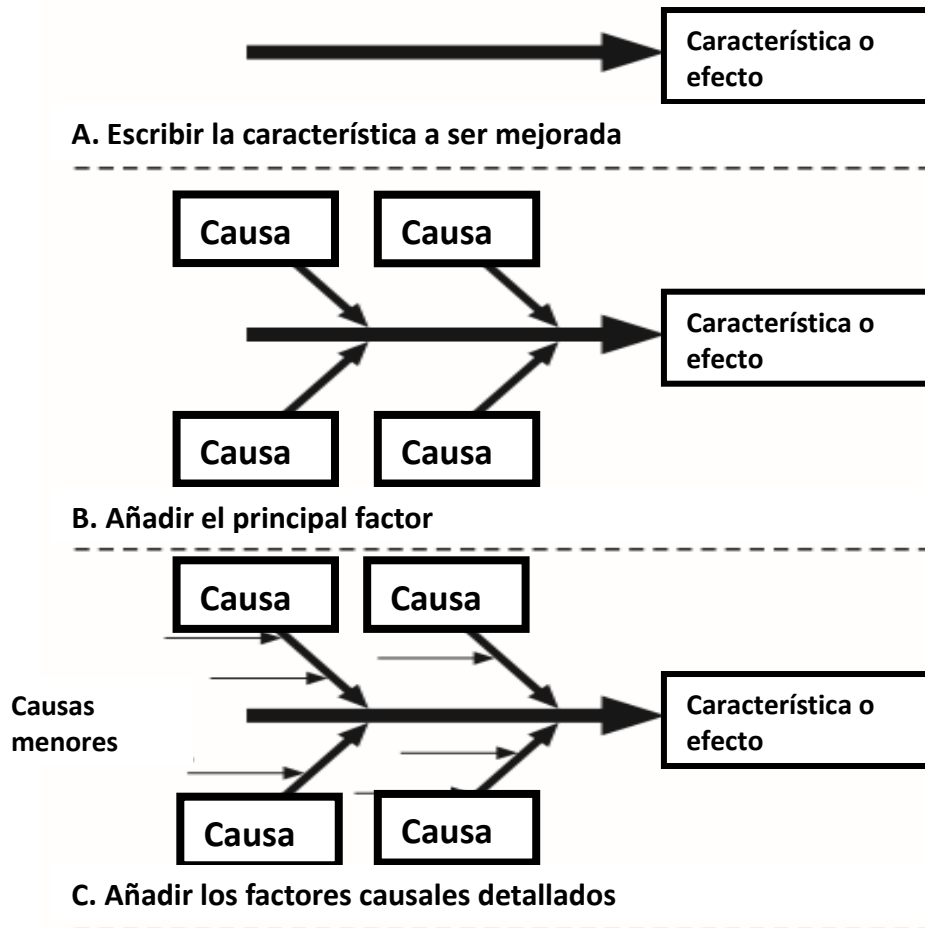 Característica o
efecto
A. Escribir la característica a ser mejorada
Causa
Causa
Característica o
efecto
Causa
Causa
B. Añadir el principal factor
Causa
Causa
Causas
menores
Característica o
efecto
Causa
Causa
C. Añadir los factores causales detallados